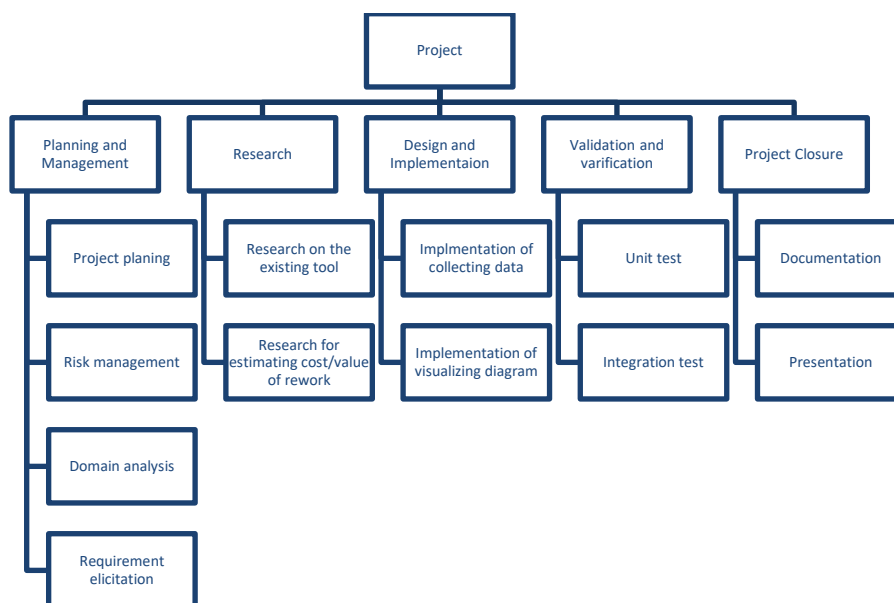 Project
Planning and
Management
Research
Design and
Implementaion
Validation and
varification
Project Closure
Project planing
Research on the
existing tool
Implmentation of
collecting data
Unit test
Documentation
Risk management
Research for
estimating cost/value
of rework
Implementation of
visualizing diagram
Integration test
Presentation
Domain analysis
Requirement
elicitation